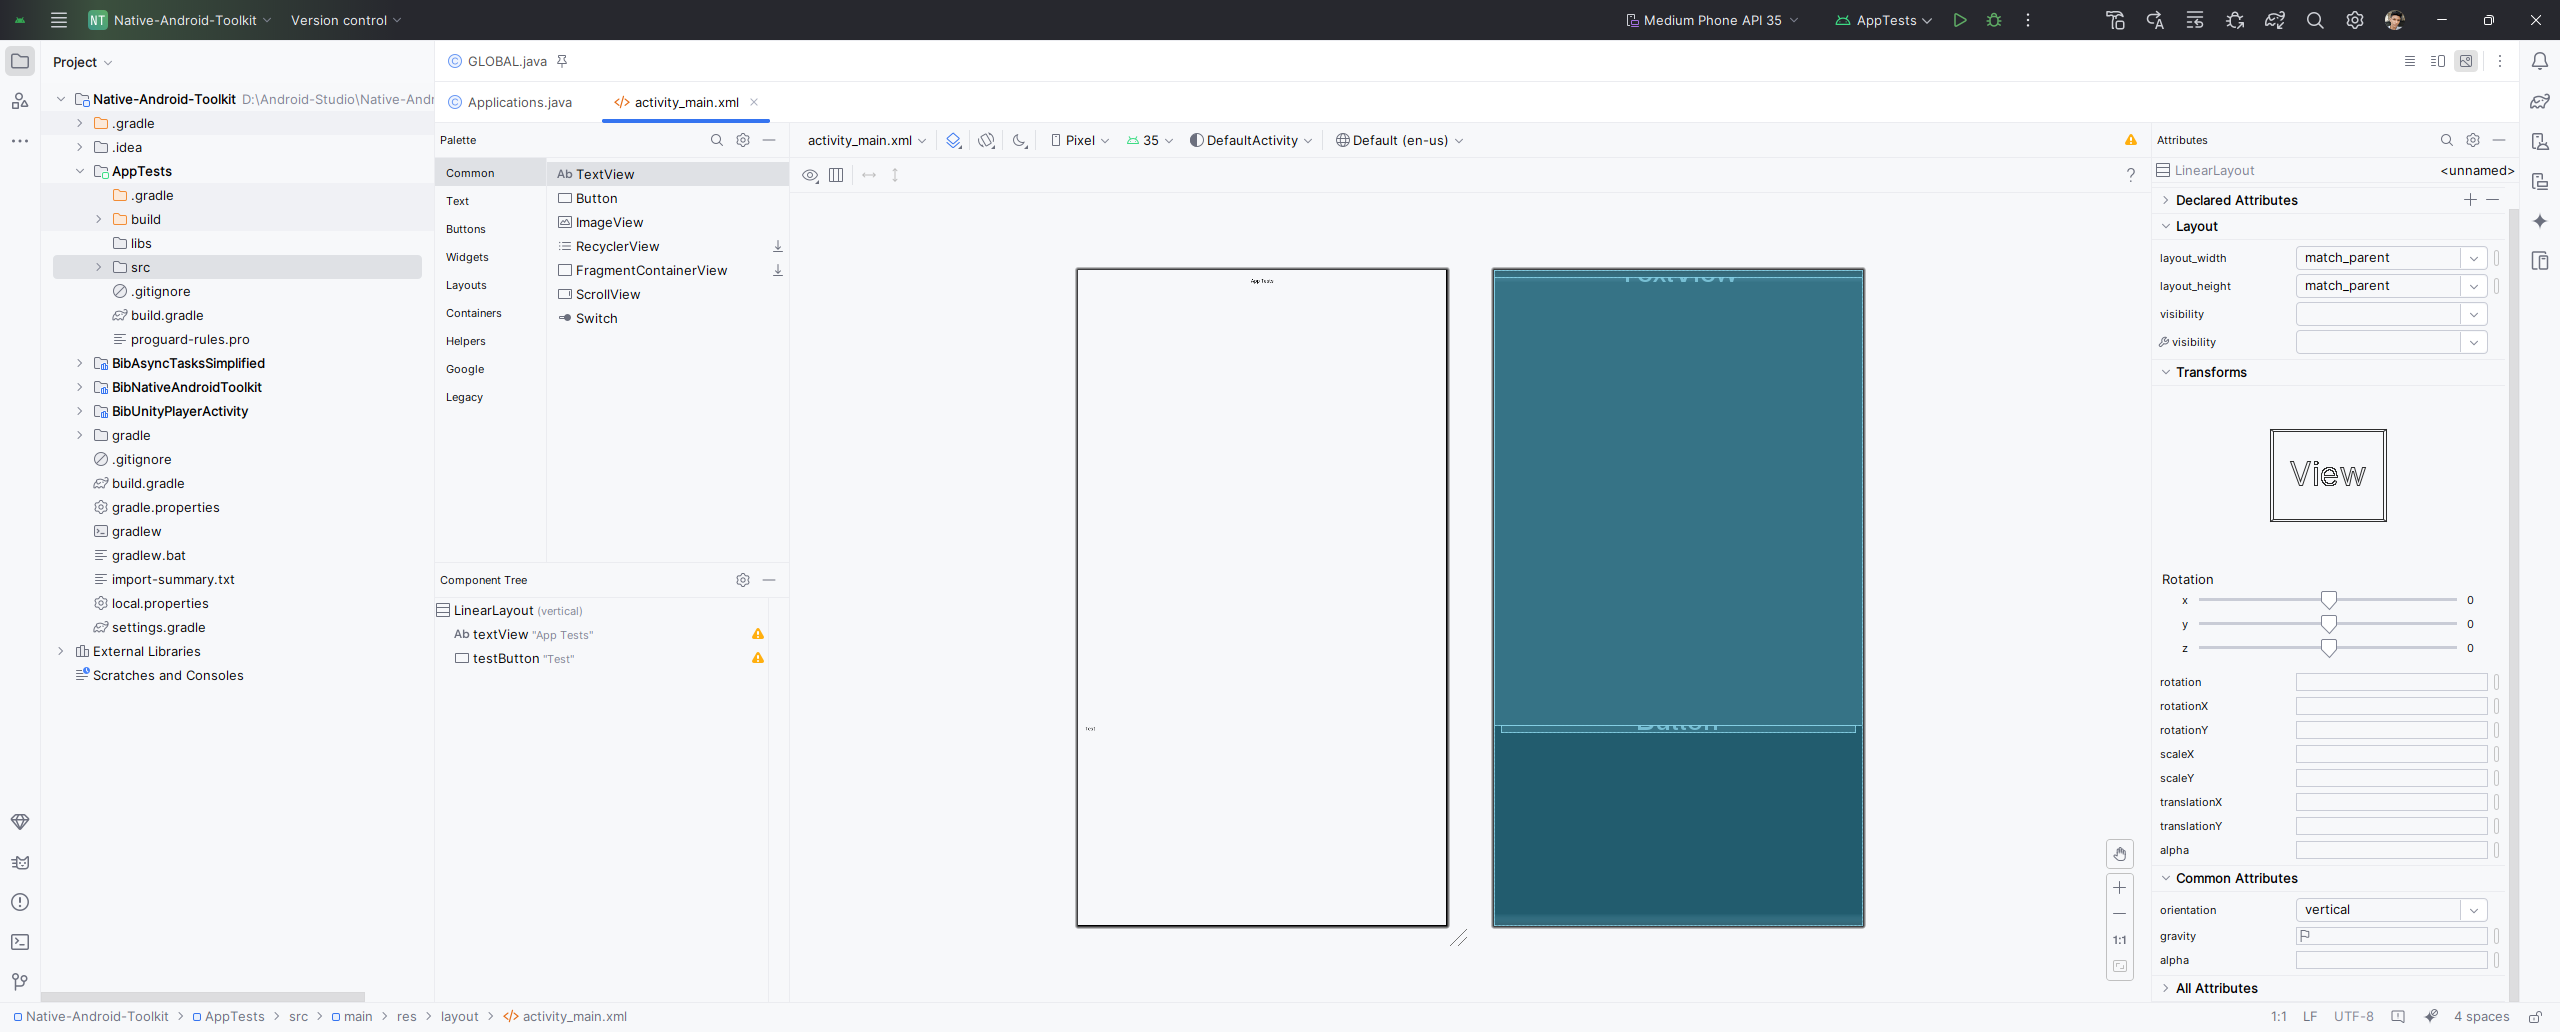 NT Native-Android-Toolkit Version control Medium Phone API 35 AppTests
Project
Native-Android-Toolkit D:\Android-Studio\Native-Andr
.gradle
.idea
AppTests
.gradle
build
libs
src
.gitignore
build.gradle
proguard-rules.pro
BibAsyncTasksSimplified
BibNativeAndroidToolkit
BibUnityPlayerActivity
gradle
.gitignore
build.gradle
gradle.properties
gradlew
gradlew.bat
import-summary.txt
local.properties
settings.gradle
External Libraries
Scratches and Consoles
GLOBAL.java
Applications.java activity_main.xml
Palette
Common
Text
Buttons
Widgets
Layouts
Containers
Helpers
Google
Legacy
Ab TextView
Button
ImageView
RecyclerView
FragmentContainerView
ScrollView
Switch
Component Tree
LinearLayout (vertical)
Ab textView "App Tests"
testButton "Test"
activity_main.xml Pixel 35 DefaultActivity Default (en-us)
?
App Tests
Test
TextView
Button
1:1
Attributes
LinearLayout <unnamed>
Declared Attributes
Layout
layout_width match_parent
layout_height match_parent
visibility
visibility
Transforms
View
Rotation
x 0
y 0
z 0
rotation
rotationX
rotationY
scaleX
scaleY
translationX
translationY
alpha
Common Attributes
orientation vertical
gravity
alpha
All Attributes
Native-Android-Toolkit > AppTests > src > main > res > layout > activity_main.xml 1:1 LF UTF-8 4 spaces